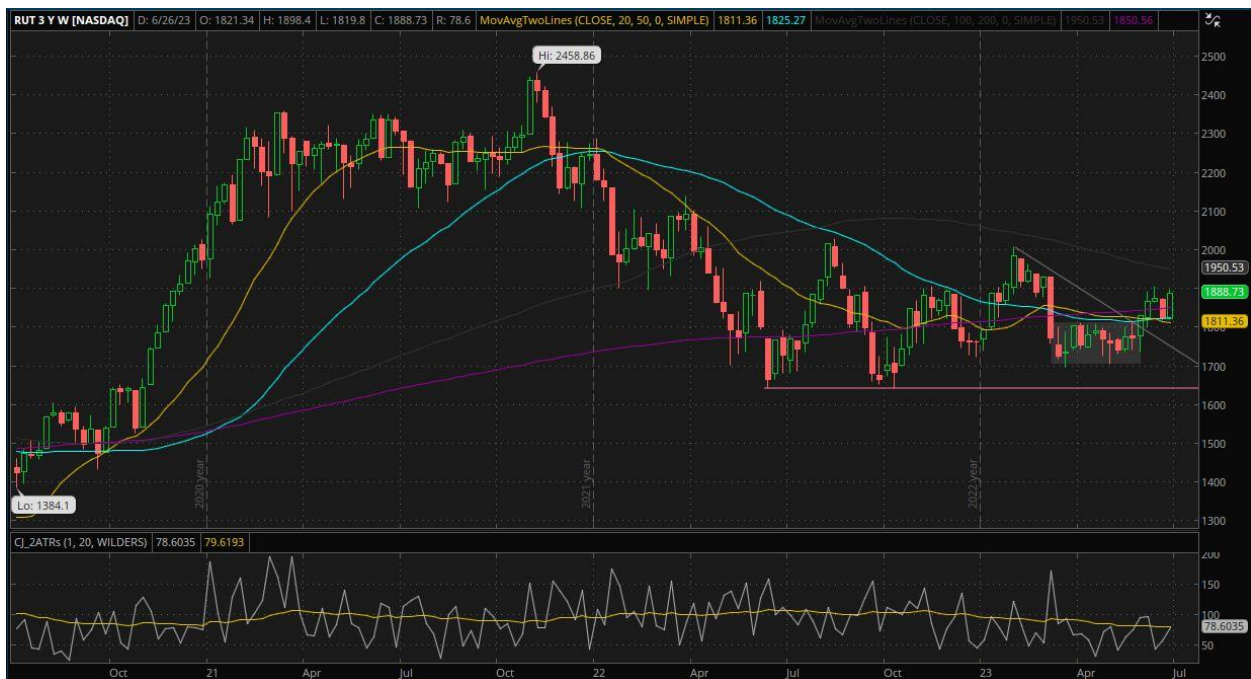 RUT 3 Y W [NASDAQ] D: 6/26/23 O: 1821.34 H: 1898.4 L: 1819.8 C: 1888.73 R: 78.6 MovAvgTwoLines (CLOSE, 20, 50, 0, SIMPLE) 1811.36 1825.27 MovAvgTwoLines (CLOSE, 100, 200, 0, SIMPLE) 1950.53 1850.56
Hi: 2458.86
2500
2400
2300
2200
2100
2000
1950.53
1888.73
1811.36
1800
1700
1600
1500
1400
1300
2020 year
2021 year
2022 year
Lo: 1384.1
CJ_2ATRs (1, 20, WILDERS) 78.6035 79.6193
200
150
100
78.6035
50
Oct 21 Apr Jul Oct 22 Apr Jul Oct 23 Apr Jul